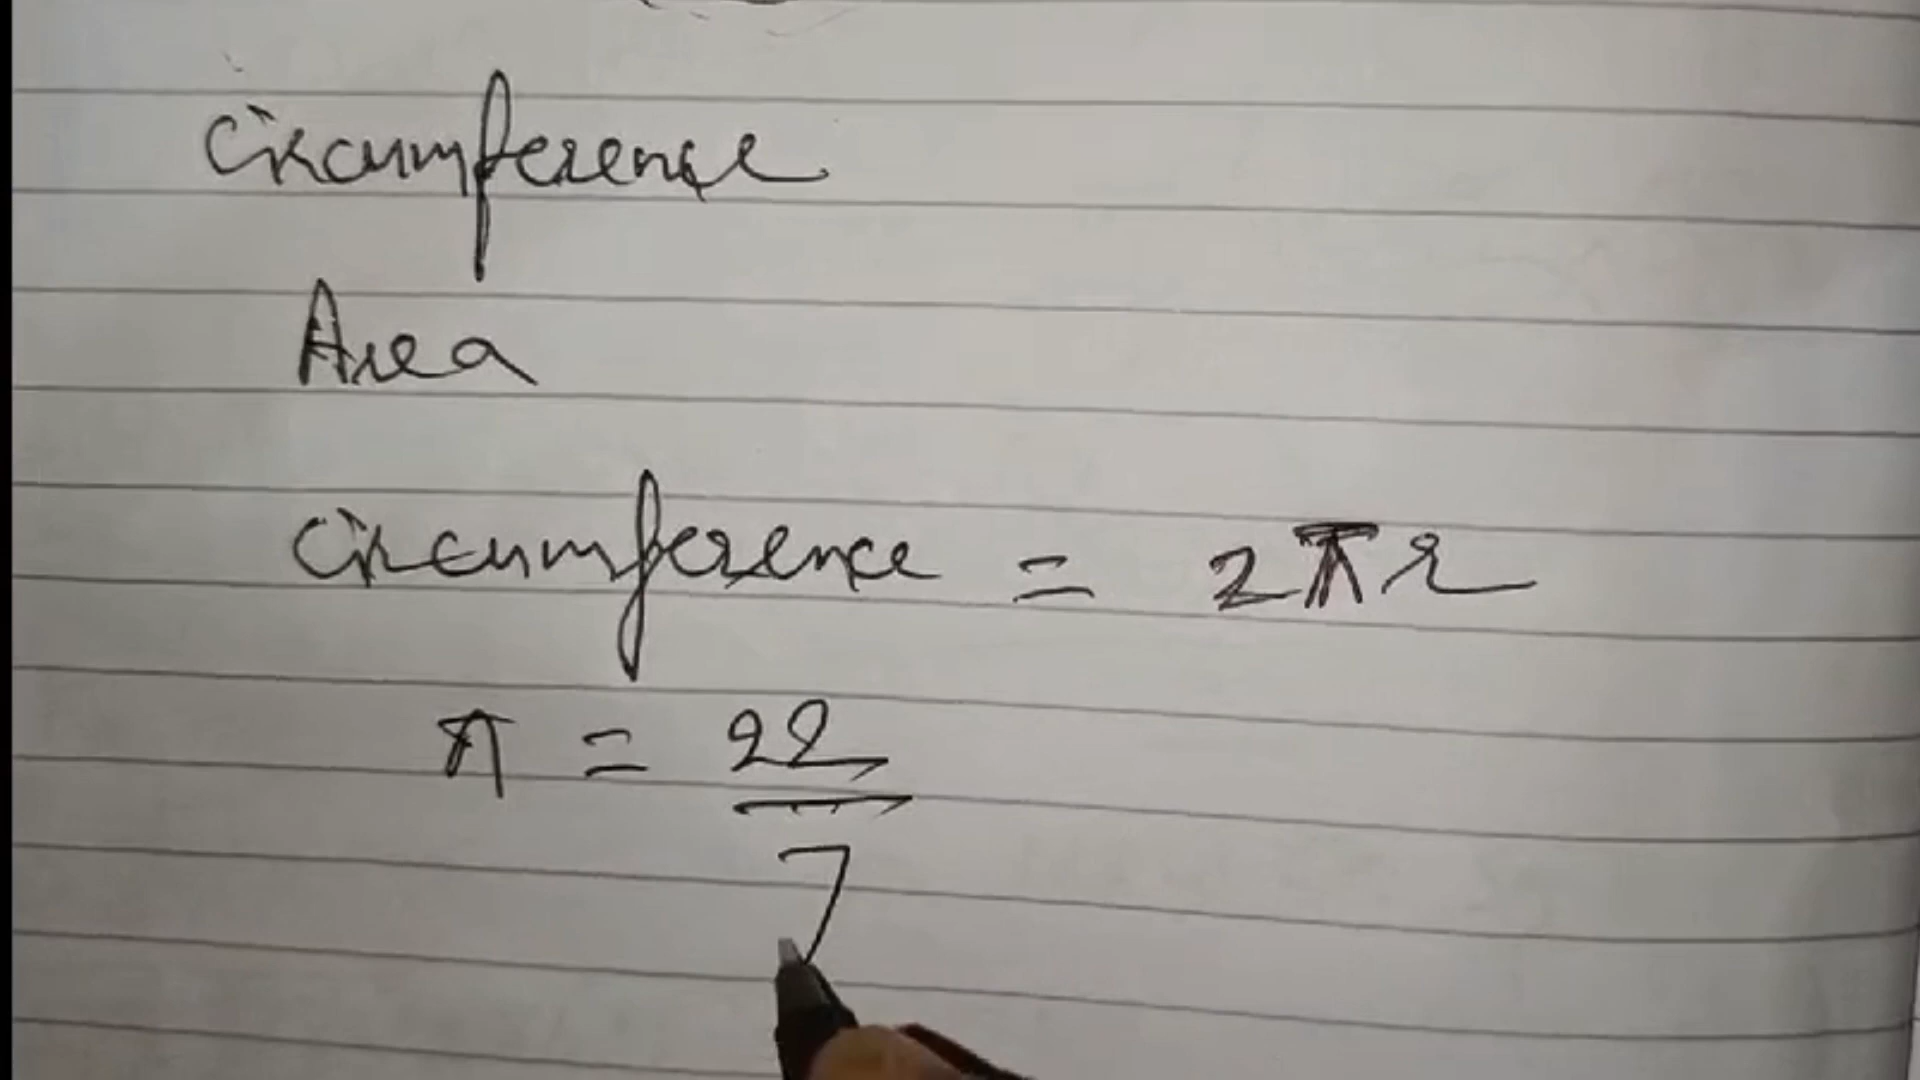 Circumference
Area
Circumference = 2πr
π = 22
7